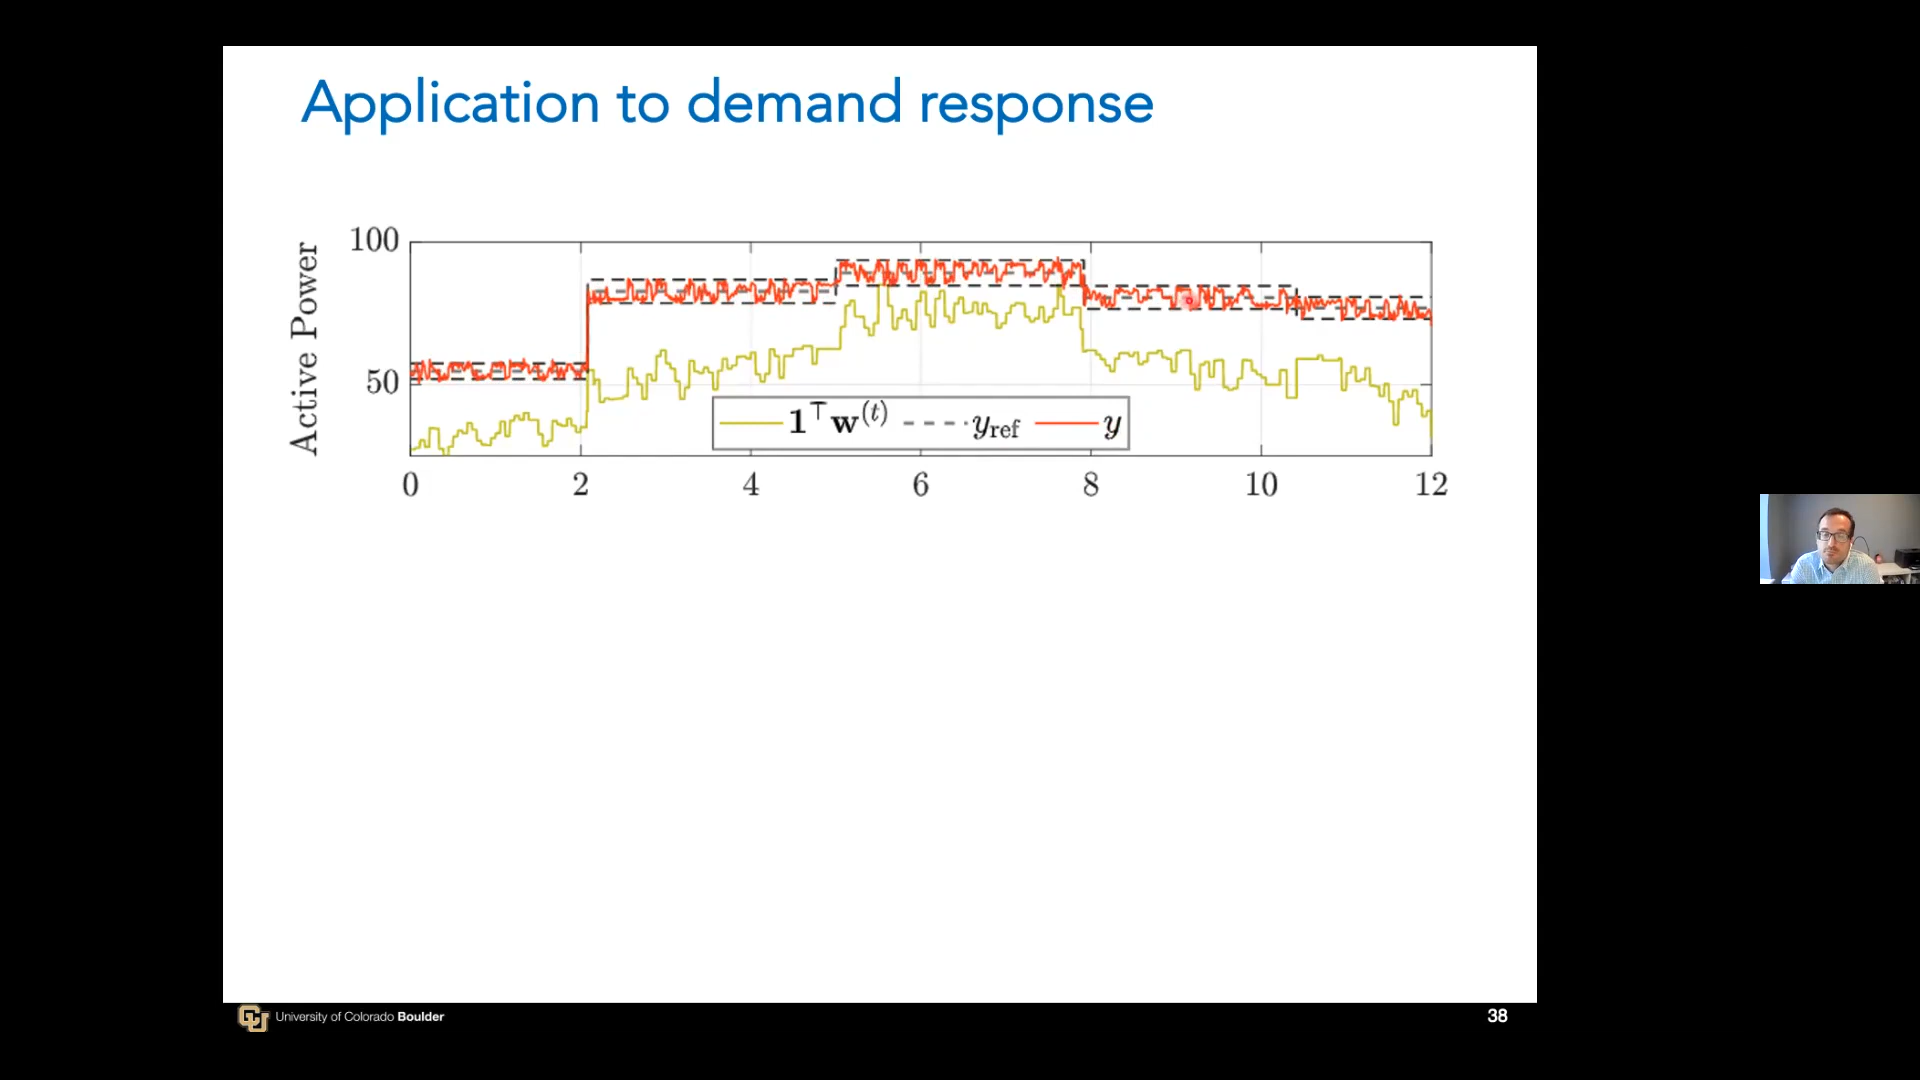 Application to demand response
Active Power
100
50
1⊤w(t) y_ref y
0 2 4 6 8 10 12
University of Colorado Boulder
38